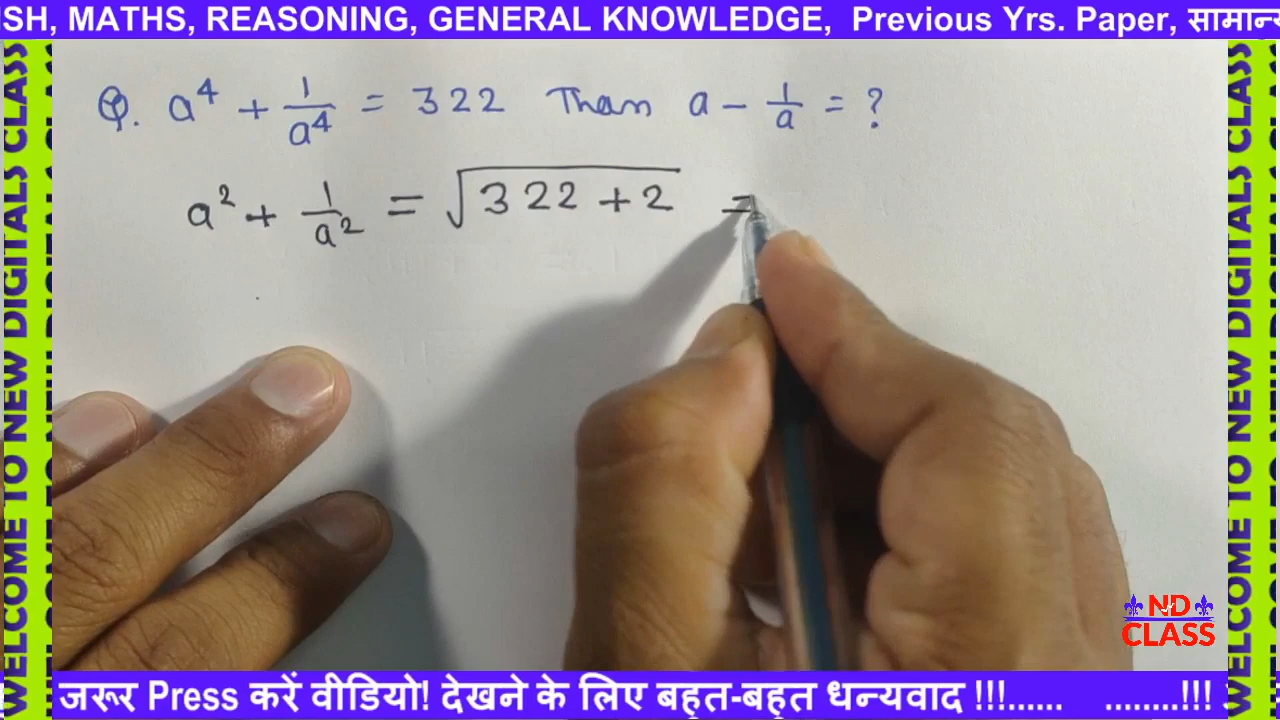 ISH, MATHS, REASONING, GENERAL KNOWLEDGE, Previous Yrs. Paper, सामान्य
Q. a⁴ + 1/a⁴ = 322 Than a - 1/a = ?
a² + 1/a² = √322 + 2 =
WELCOME TO NEW DIGITALS CLASS
WELCOME TO NEW DIGITALS CLASS
ND
CLASS
जरूर Press करें वीडियो! देखने के लिए बहुत-बहुत धन्यवाद !!!...... ........!!!